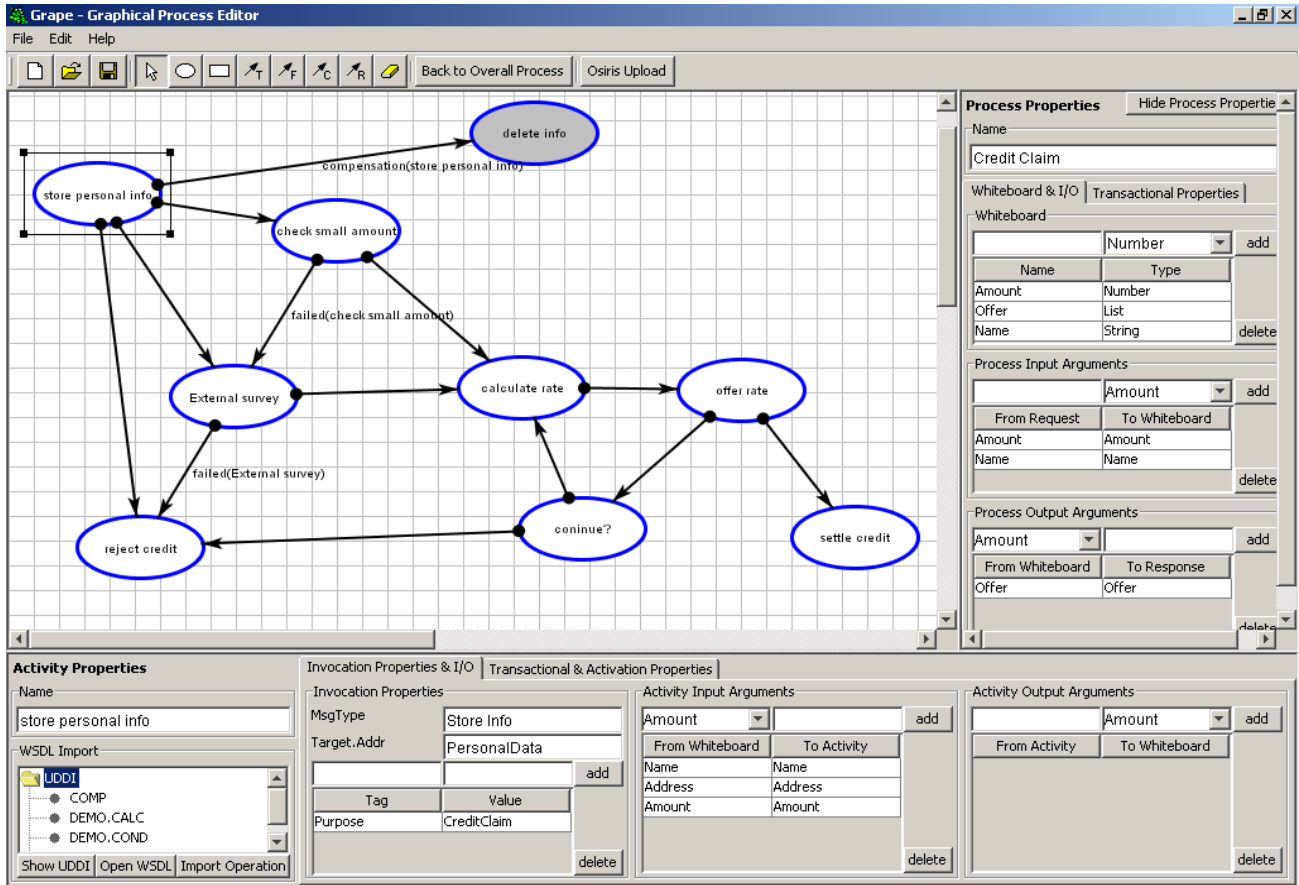 Grape - Graphical Process Editor
File Edit Help
T F C R Back to Overall Process Osiris Upload
delete info
compensation(store personal info)
store personal info
check small amount
failed(check small amount)
External survey
calculate rate
offer rate
failed(External survey)
reject credit
coninue?
settle credit
Process Properties Hide Process Propertie
Name
Credit Claim
Whiteboard & I/O Transactional Properties
Whiteboard
Number add
Name Type
Amount Number
Offer List
Name String
delete
Process Input Arguments
Amount add
From Request To Whiteboard
Amount Amount
Name Name
delete
Process Output Arguments
Amount add
From Whiteboard To Response
Offer Offer
delete
Activity Properties
Name
store personal info
WSDL Import
UDDI
COMP
DEMO.CALC
DEMO.COND
Show UDDI Open WSDL Import Operation
Invocation Properties & I/O Transactional & Activation Properties
Invocation Properties
MsgType Store Info
Target.Addr PersonalData
add
Tag Value
Purpose CreditClaim
delete
Activity Input Arguments
Amount add
From Whiteboard To Activity
Name Name
Address Address
Amount Amount
delete
Activity Output Arguments
Amount add
From Activity To Whiteboard
delete